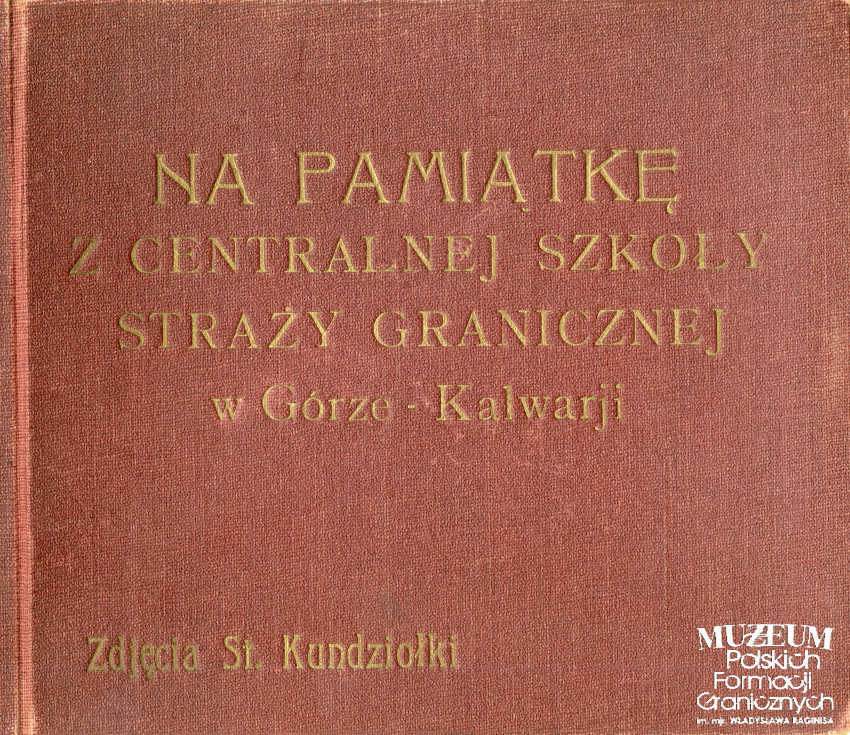 NA PAMIĄTKĘ
Z CENTRALNEJ SZKOŁY
STRAŻY GRANICZNEJ
w Górze - Kalwarji
Zdjęcia St. Kundziołki
MUZEUM
Polskich
Formacji
Granicznych
im. mjr. WŁADYSŁAWA RAGINISA